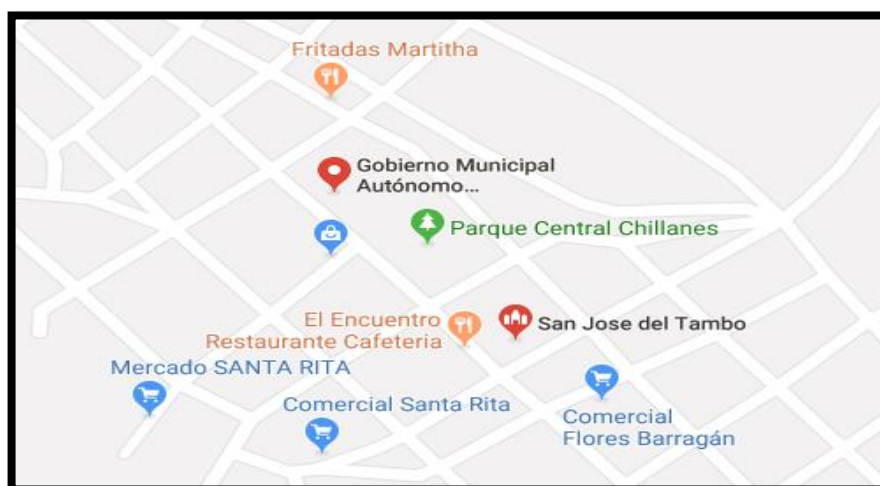 Fritadas Martitha
Gobierno Municipal
Autónomo...
Parque Central Chillanes
El Encuentro
Restaurante Cafeteria
San Jose del Tambo
Mercado SANTA RITA
Comercial Santa Rita
Comercial
Flores Barragán